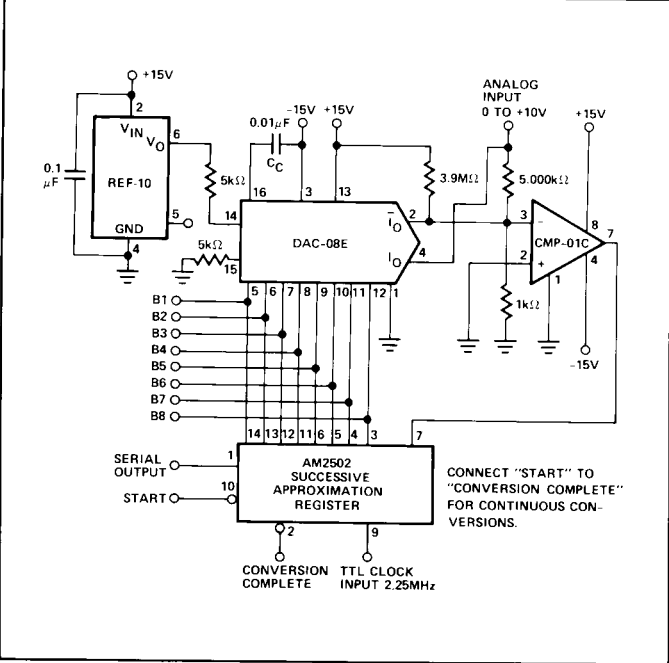 +15V
2
VIN
VO
6
0.1
μF
REF-10
5
GND
4
5kΩ
0.01μF
CC
-15V
+15V
16
3
13
14
5kΩ
15
DAC-08E
IO
2
IO
4
3.9MΩ
ANALOG
INPUT
0 TO +10V
5.000kΩ
+15V
3
−
8
7
CMP-01C
2
+
4
1
1kΩ
-15V
5 6 7 8 9 10 11 12 1
B1
B2
B3
B4
B5
B6
B7
B8
14 13 12 11 6 5 4 3
7
SERIAL
OUTPUT
1
START
10
AM2502
SUCCESSIVE
APPROXIMATION
REGISTER
CONNECT "START" TO
"CONVERSION COMPLETE"
FOR CONTINUOUS CON-
VERSIONS.
2
9
CONVERSION
COMPLETE
TTL CLOCK
INPUT 2.25MHz